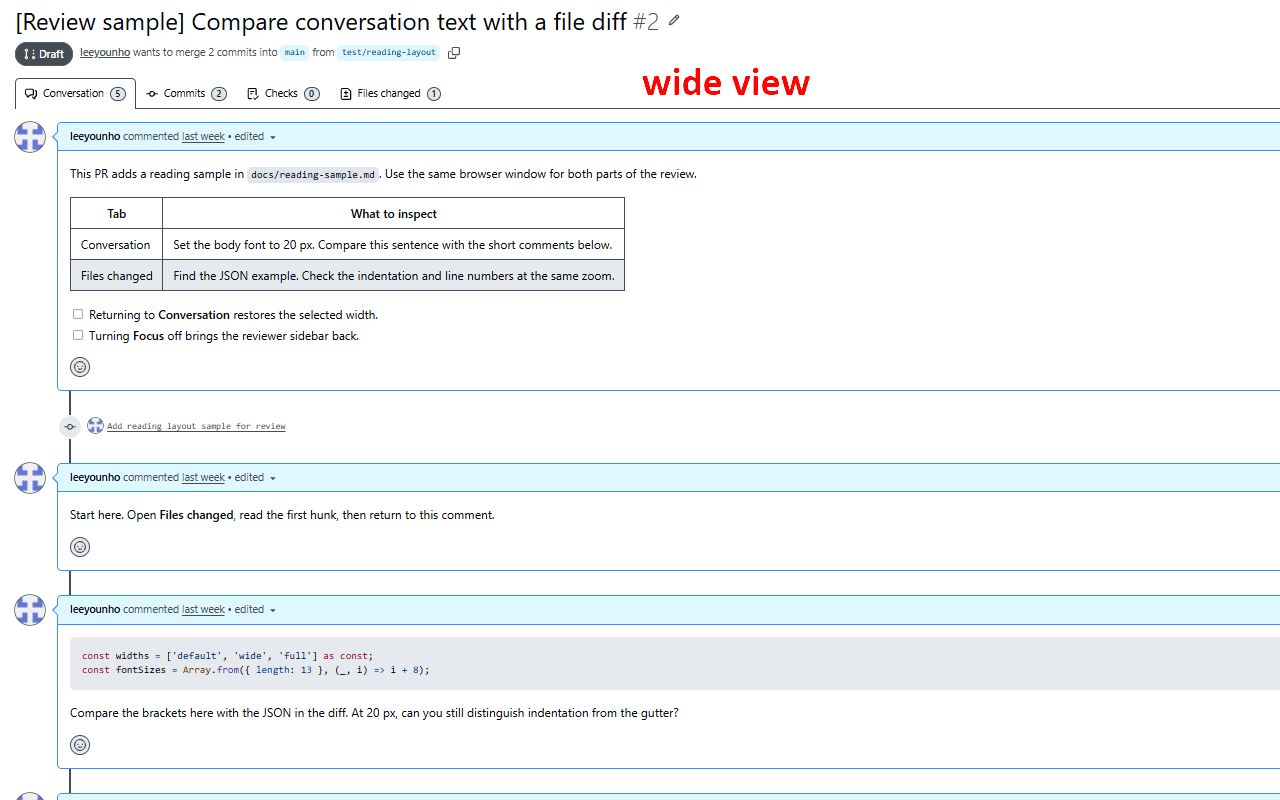 [Review sample] Compare conversation text with a file diff #2
Draft leeyounho wants to merge 2 commits into main from test/reading-layout
wide view
Conversation 5 Commits 2 Checks 0 Files changed 1
leeyounho commented last week • edited
This PR adds a reading sample in docs/reading-sample.md. Use the same browser window for both parts of the review.
Tab What to inspect
Conversation Set the body font to 20 px. Compare this sentence with the short comments below.
Files changed Find the JSON example. Check the indentation and line numbers at the same zoom.
Returning to Conversation restores the selected width.
Turning Focus off brings the reviewer sidebar back.
Add reading layout sample for review
leeyounho commented last week • edited
Start here. Open Files changed, read the first hunk, then return to this comment.
leeyounho commented last week • edited
const widths = ['default', 'wide', 'full'] as const;
const fontSizes = Array.from({ length: 13 }, (_, i) => i + 8);
Compare the brackets here with the JSON in the diff. At 20 px, can you still distinguish indentation from the gutter?